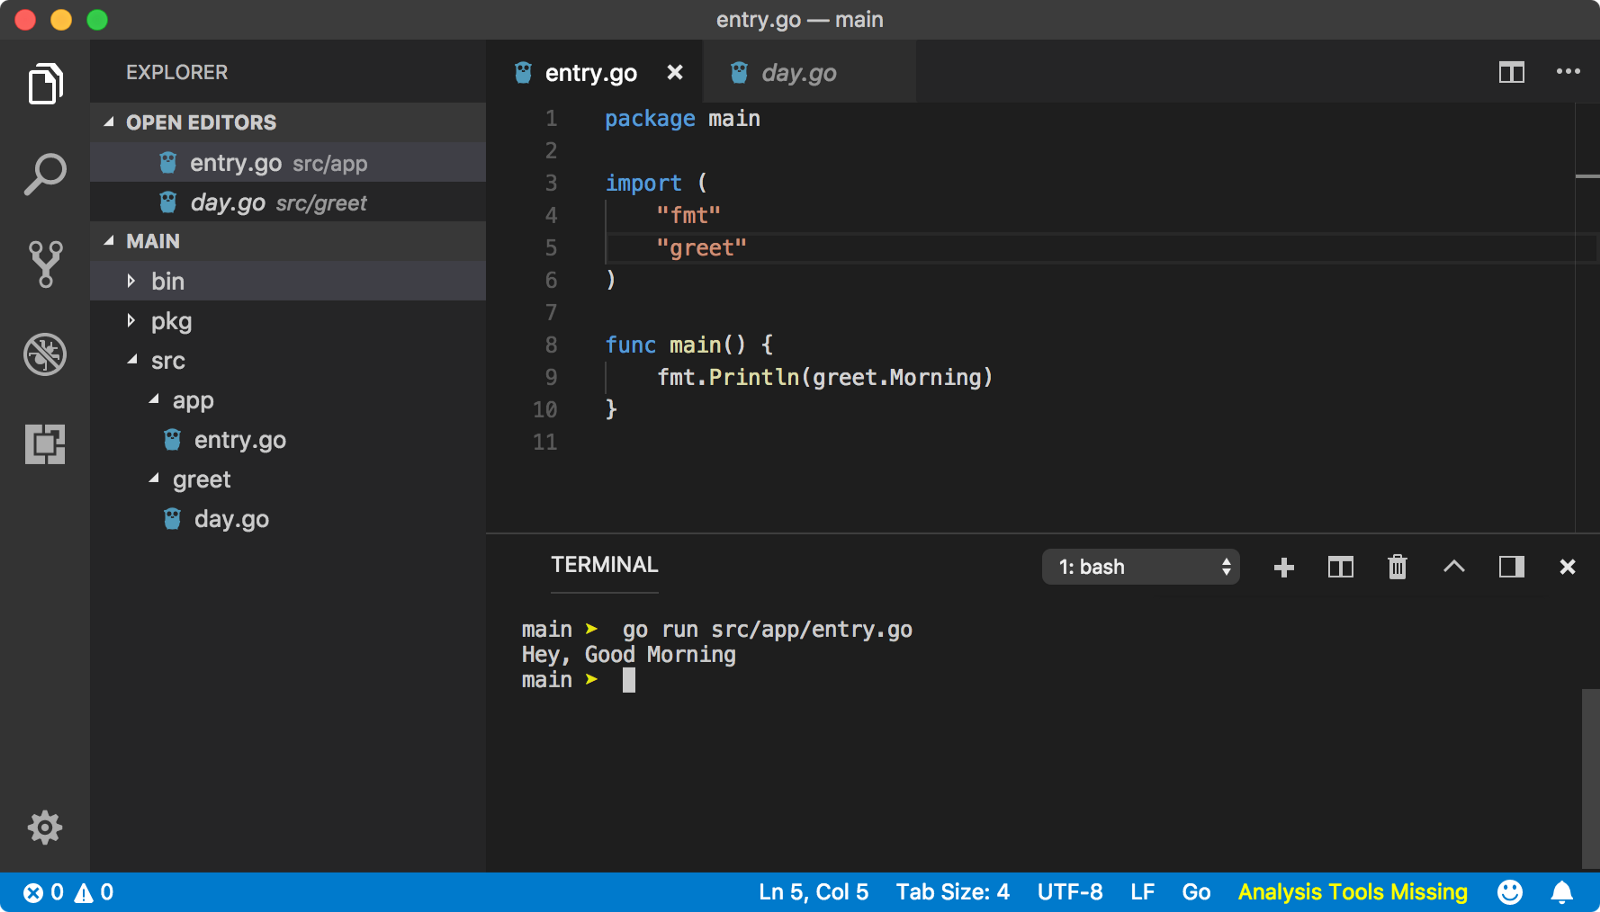 entry.go — main
EXPLORER
OPEN EDITORS
entry.go src/app
day.go src/greet
MAIN
bin
pkg
src
app
entry.go
greet
day.go
entry.go
day.go
1 package main
2
3 import (
4 "fmt"
5 "greet"
6 )
7
8 func main() {
9 fmt.Println(greet.Morning)
10 }
11
TERMINAL
1: bash
main ➤ go run src/app/entry.go
Hey, Good Morning
main ➤
0 0
Ln 5, Col 5 Tab Size: 4 UTF-8 LF Go Analysis Tools Missing